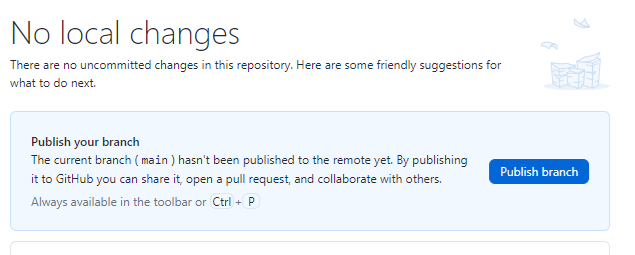 No local changes
There are no uncommitted changes in this repository. Here are some friendly suggestions for
what to do next.
Publish your branch
The current branch ( main ) hasn't been published to the remote yet. By publishing
it to GitHub you can share it, open a pull request, and collaborate with others.
Always available in the toolbar or Ctrl + P
Publish branch